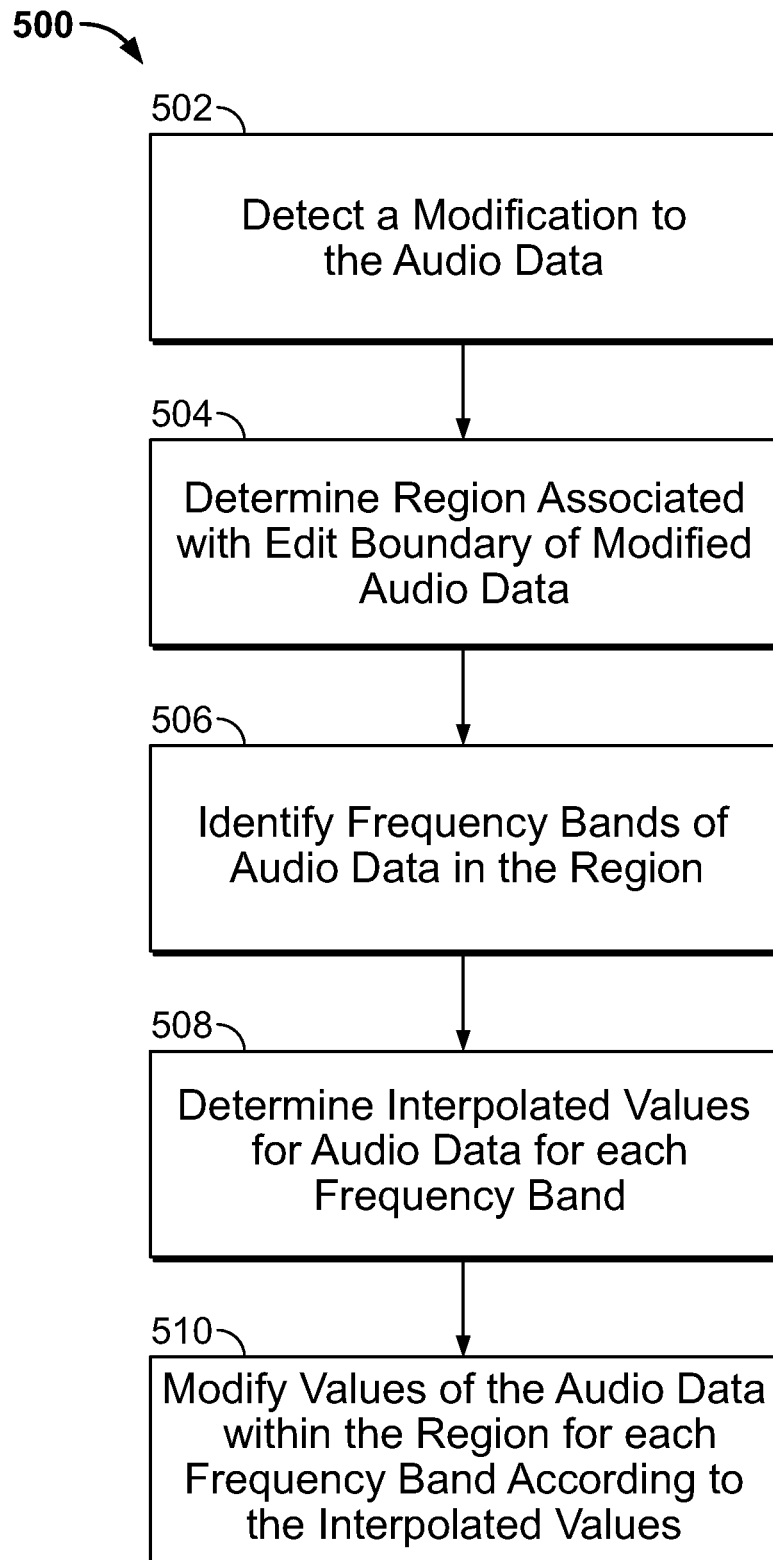 500
502
Detect a Modification to
the Audio Data
504
Determine Region Associated
with Edit Boundary of Modified
Audio Data
506
Identify Frequency Bands of
Audio Data in the Region
508
Determine Interpolated Values
for Audio Data for each
Frequency Band
510
Modify Values of the Audio Data
within the Region for each
Frequency Band According to
the Interpolated Values